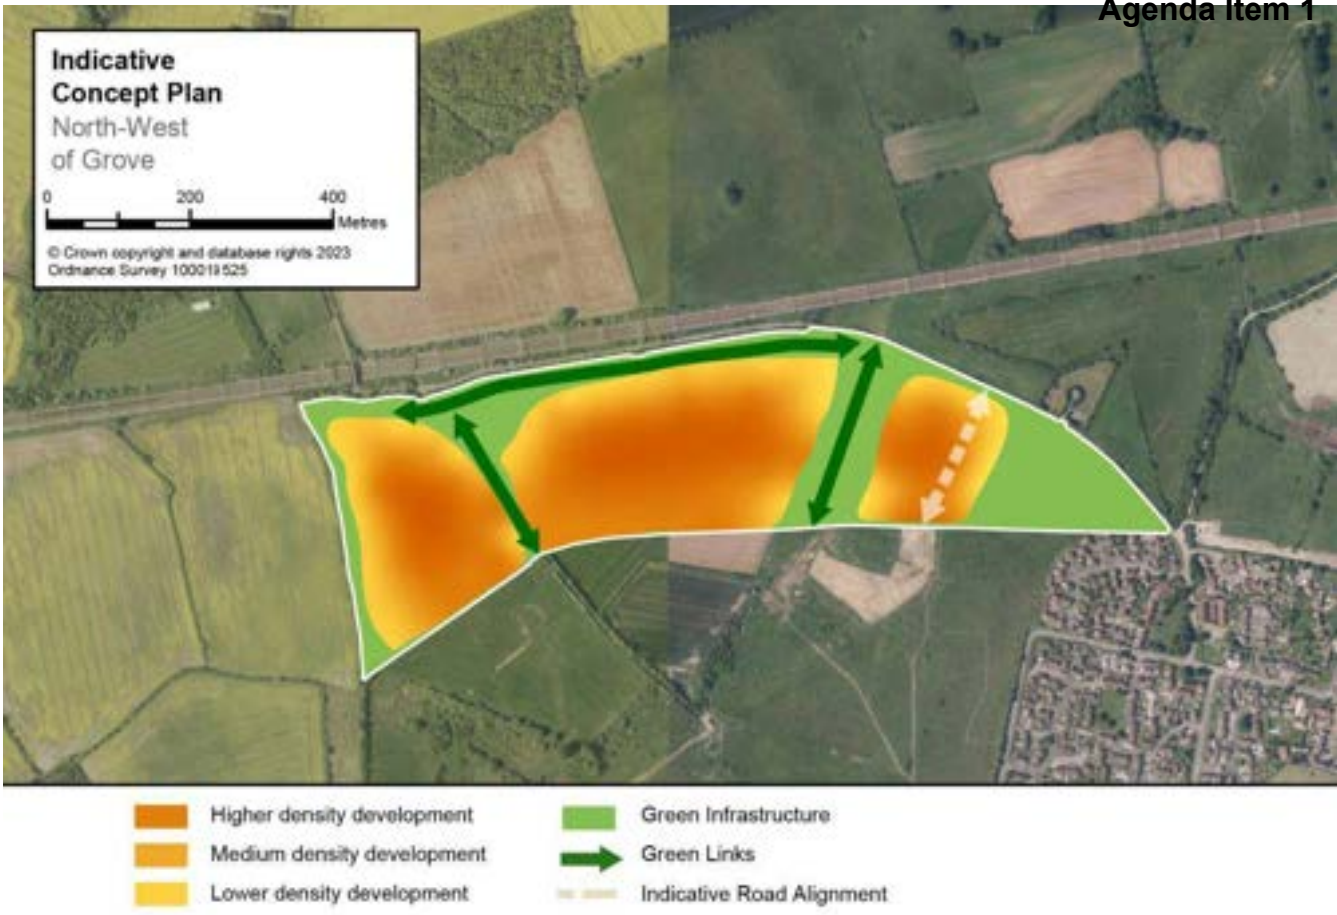 Agenda Item 1
Indicative
Concept Plan
North-West
of Grove
0 200 400
Metres
© Crown copyright and database rights 2023
Ordnance Survey 100019525
Higher density development
Medium density development
Lower density development
Green Infrastructure
Green Links
Indicative Road Alignment